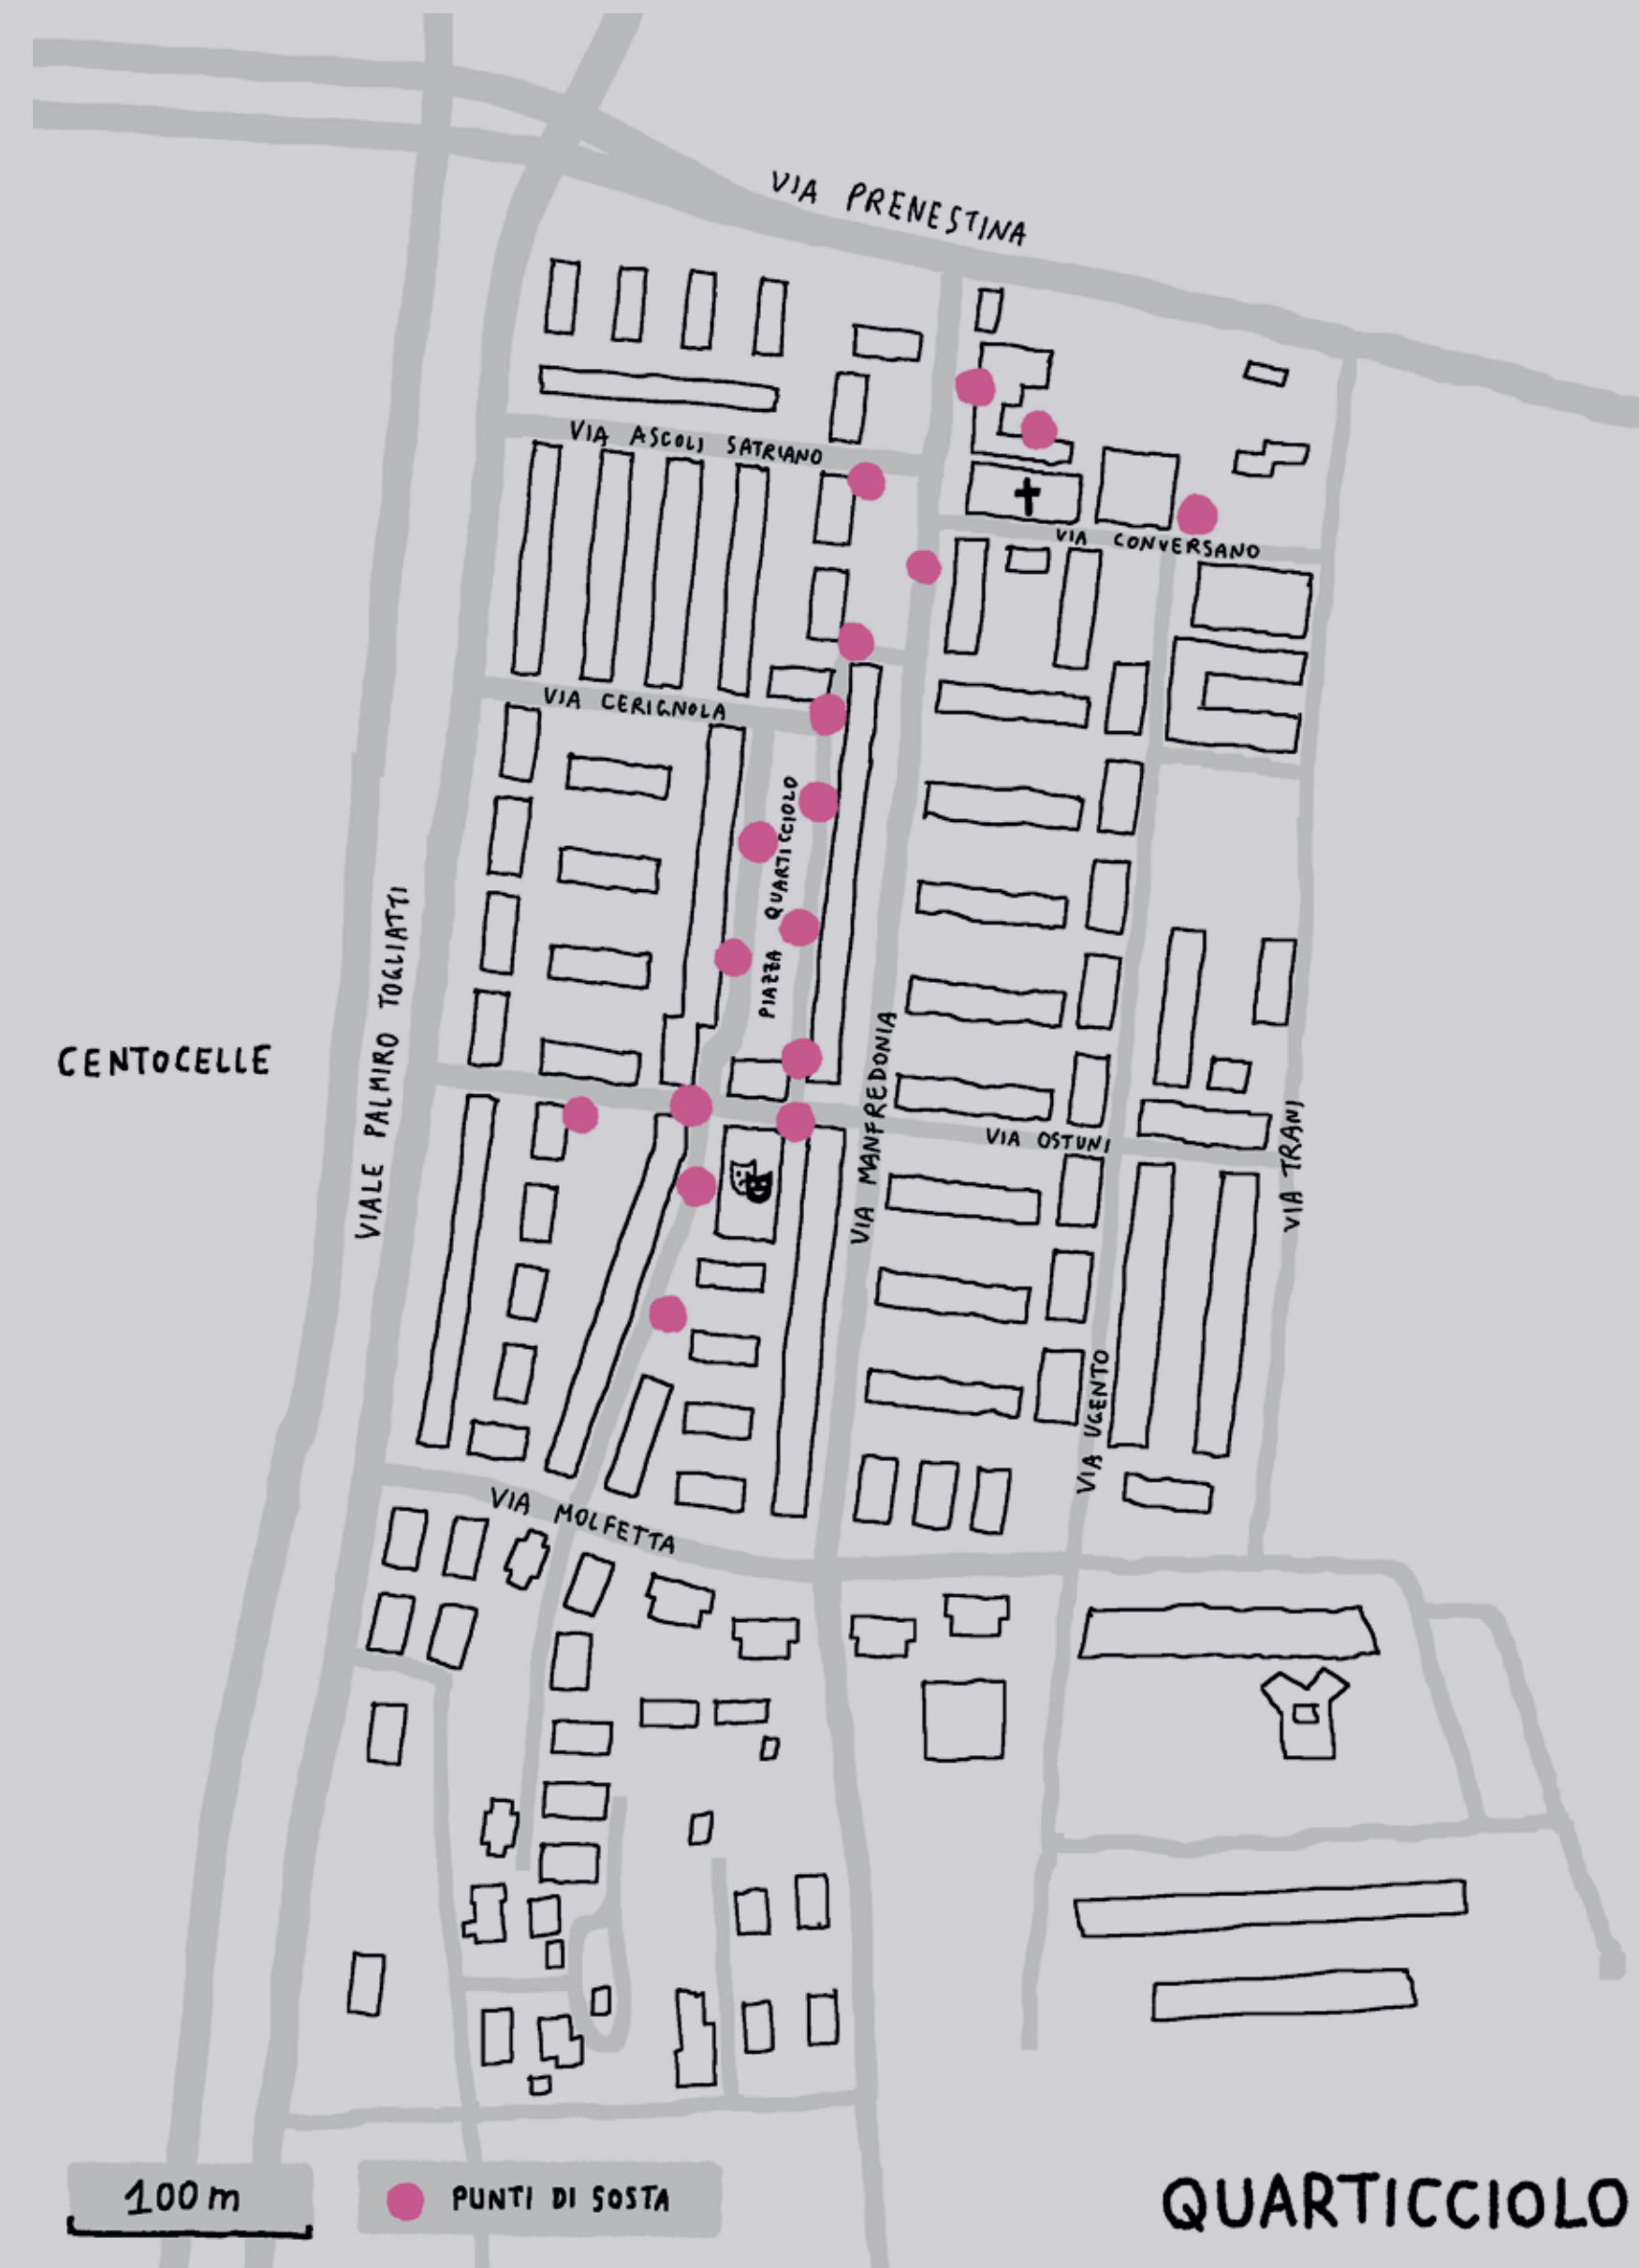 VIA PRENESTINA
VIA ASCOLI SATRIANO
VIA CONVERSANO
VIA CERIGNOLA
PIAZZA QUARTICCIOLO
VIALE PALMIRO TOGLIATTI
CENTOCELLE
VIA MANFREDONIA
VIA OSTUNI
VIA TRANI
VIA UGENTO
VIA MOLFETTA
100 m
PUNTI DI SOSTA
QUARTICCIOLO